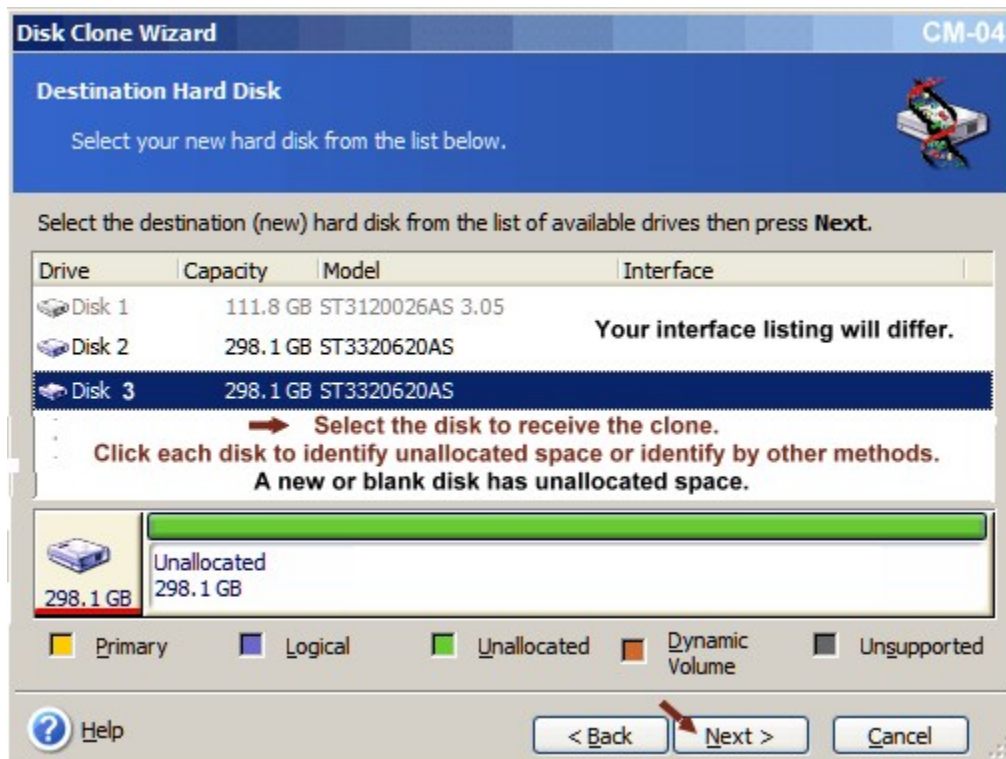 Disk Clone Wizard CM-04
Destination Hard Disk
Select your new hard disk from the list below.
Select the destination (new) hard disk from the list of available drives then press Next.
Drive Capacity Model Interface
Disk 1 111.8 GB ST3120026AS 3.05
Your interface listing will differ.
Disk 2 298.1 GB ST3320620AS
Disk 3 298.1 GB ST3320620AS
Select the disk to receive the clone.
Click each disk to identify unallocated space or identify by other methods.
A new or blank disk has unallocated space.
Unallocated
298.1 GB
298.1 GB
Primary Logical Unallocated Dynamic Volume Unsupported
Help < Back Next > Cancel